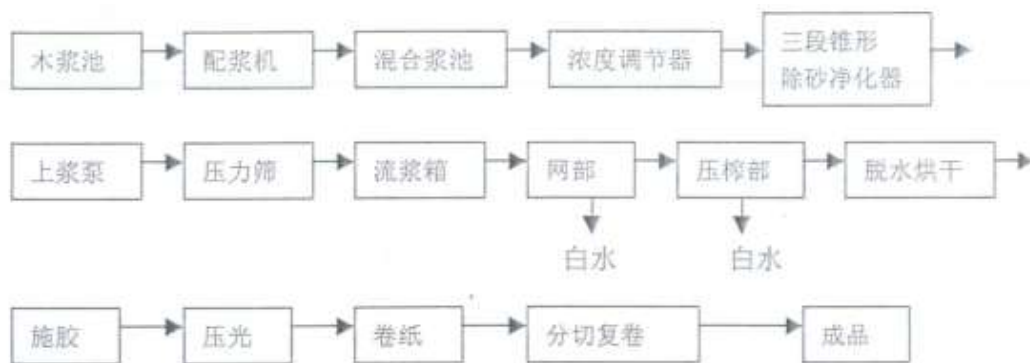 木浆池 配浆机 混合浆池 浓度调节器 三段锥形
除砂净化器
上浆泵 压力筛 流浆箱 网部 压榨部 脱水烘干
白水 白水
施胶 压光 卷纸 分切复卷 成品